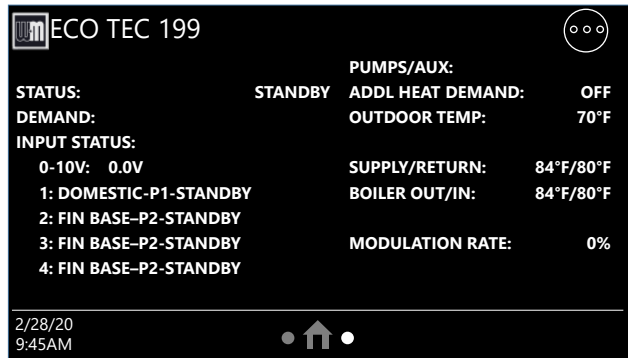 wm ECO TEC 199
PUMPS/AUX:
STATUS: STANDBY ADDL HEAT DEMAND: OFF
DEMAND: OUTDOOR TEMP: 70°F
INPUT STATUS:
0-10V: 0.0V SUPPLY/RETURN: 84°F/80°F
1: DOMESTIC-P1-STANDBY BOILER OUT/IN: 84°F/80°F
2: FIN BASE–P2-STANDBY
3: FIN BASE–P2-STANDBY MODULATION RATE: 0%
4: FIN BASE–P2-STANDBY
2/28/20
9:45AM